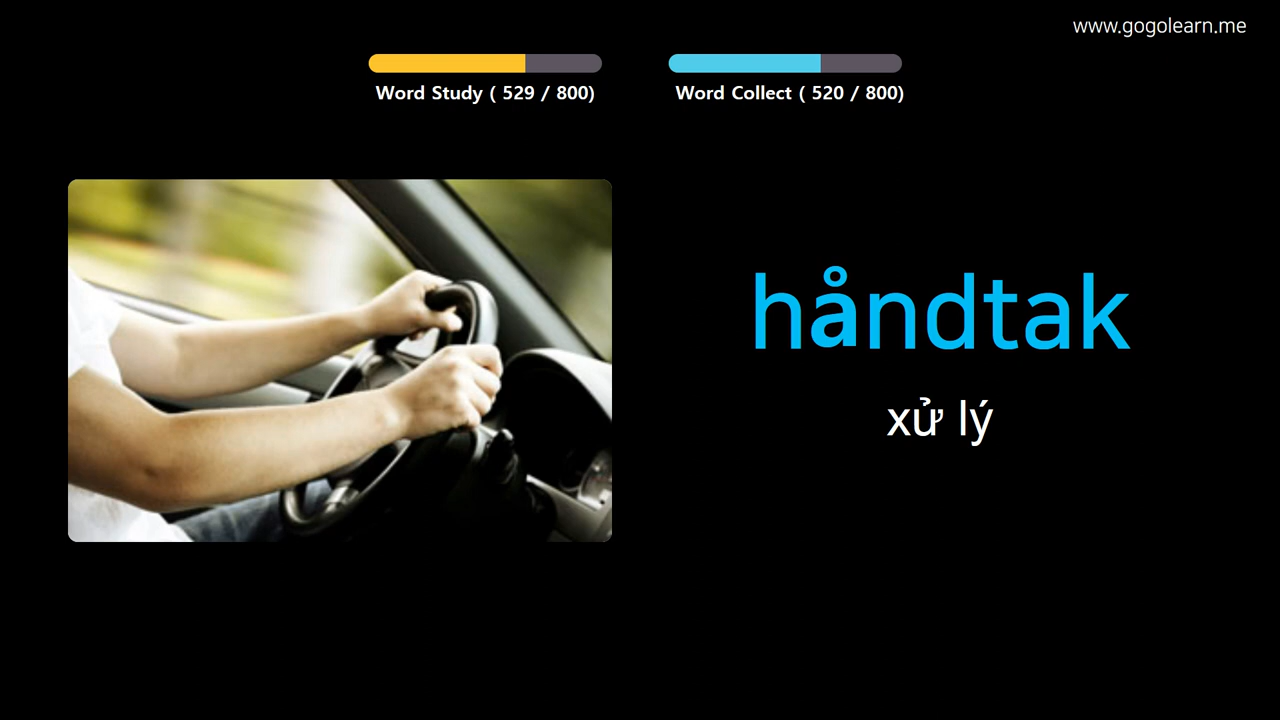 www.gogolearn.me
Word Study ( 529 / 800)
Word Collect ( 520 / 800)
håndtak
xử lý